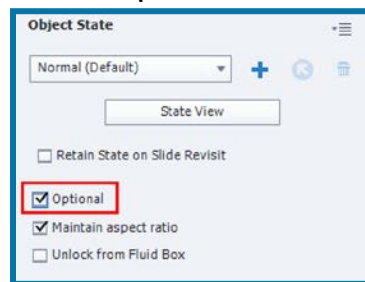 Object State
Normal (Default)
State View
Retain State on Slide Revisit
Optional
Maintain aspect ratio
Unlock from Fluid Box